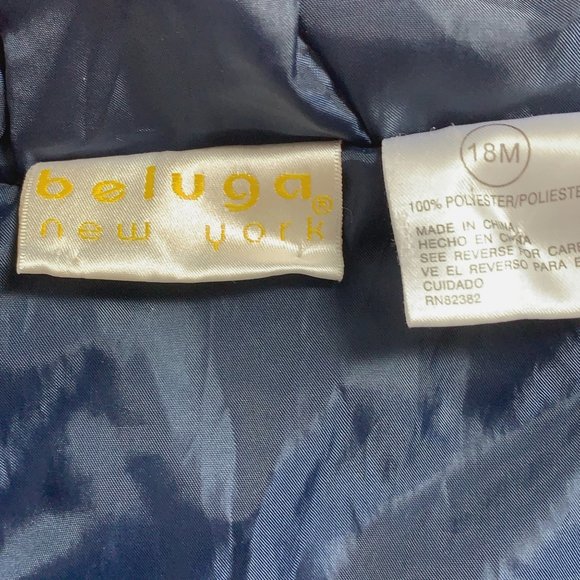 beluga®
new york
18M
100% POLYESTER/POLIESTE
MADE IN CHINA
HECHO EN CHINA
SEE REVERSE FOR CAR
VE EL REVERSO PARA E
CUIDADO
RN82382